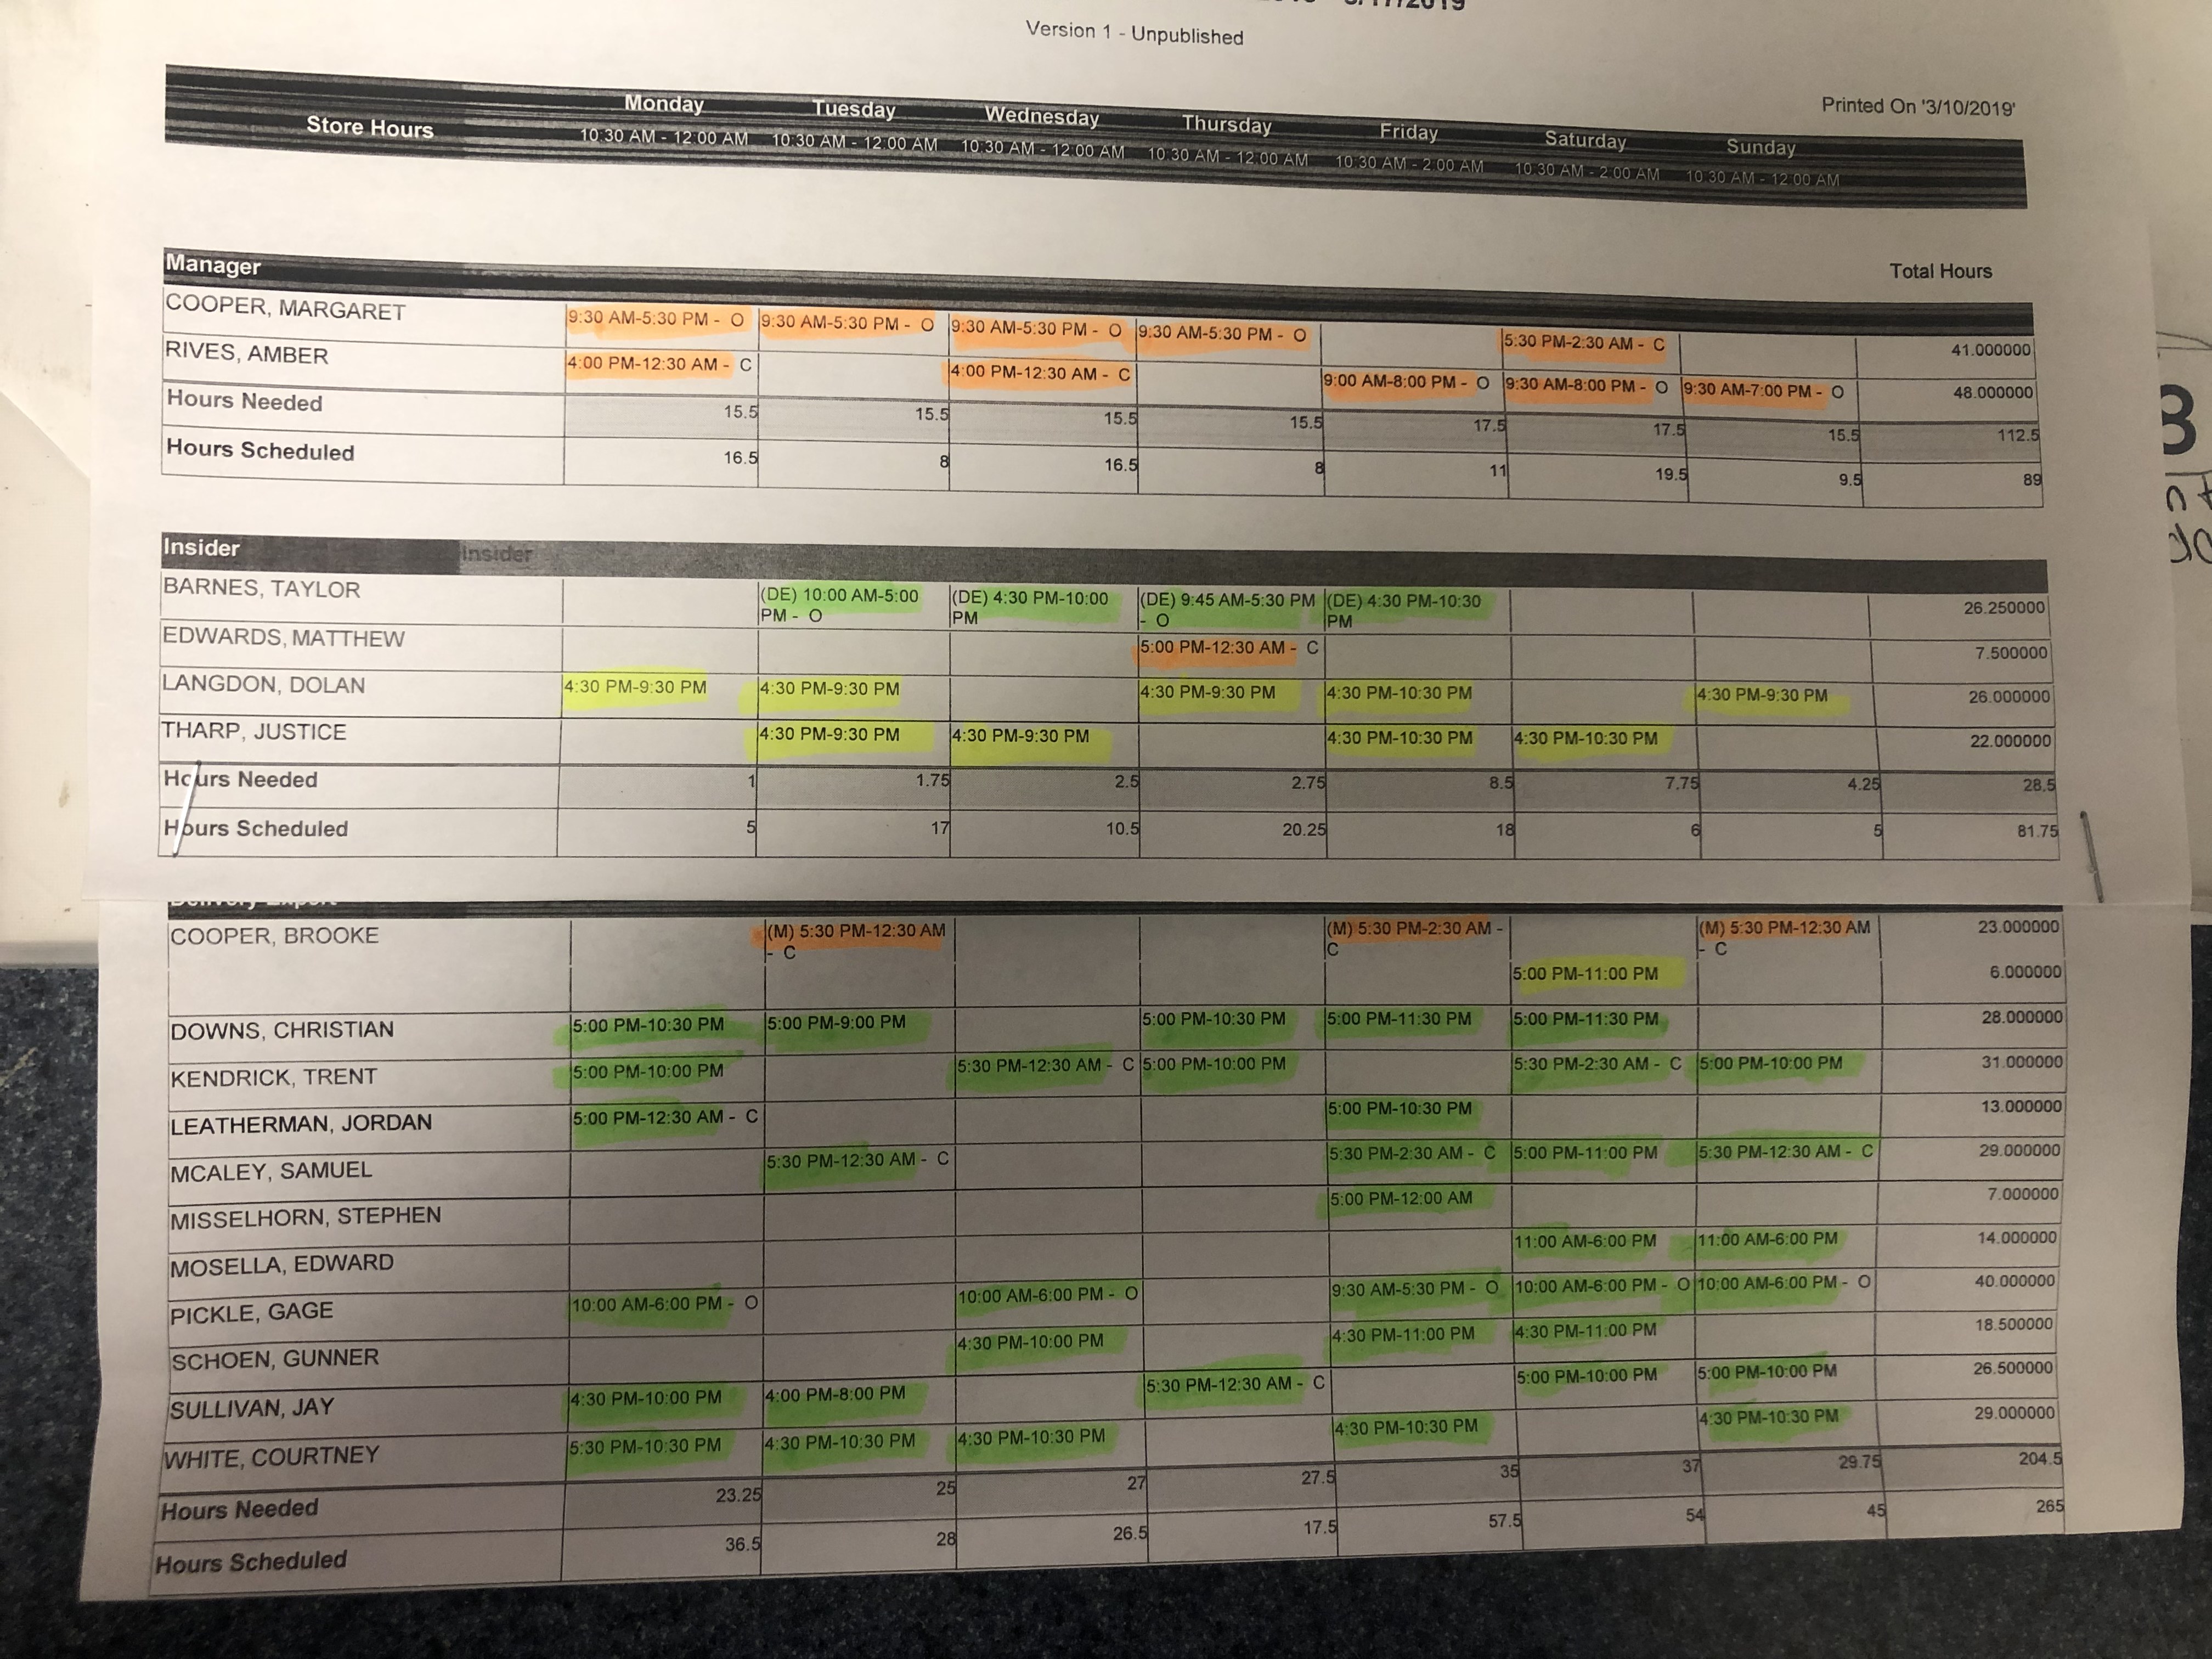 3/17/2019
Version 1 - Unpublished
Printed On '3/10/2019'
Store Hours Monday Tuesday Wednesday Thursday Friday Saturday Sunday
10:30 AM - 12:00 AM 10:30 AM - 12:00 AM 10:30 AM - 12:00 AM 10:30 AM - 12:00 AM 10:30 AM - 2:00 AM 10:30 AM - 2:00 AM 10:30 AM - 12:00 AM
Manager Total Hours
COOPER, MARGARET 9:30 AM-5:30 PM - O 9:30 AM-5:30 PM - O 9:30 AM-5:30 PM - O 9:30 AM-5:30 PM - O 5:30 PM-2:30 AM - C 41.000000
RIVES, AMBER 4:00 PM-12:30 AM - C 4:00 PM-12:30 AM - C 9:00 AM-8:00 PM - O 9:30 AM-8:00 PM - O 9:30 AM-7:00 PM - O 48.000000
Hours Needed 15.5 15.5 15.5 15.5 17.5 17.5 15.5 112.5
Hours Scheduled 16.5 8 16.5 8 11 19.5 9.5 89
Insider Insider
BARNES, TAYLOR (DE) 10:00 AM-5:00 PM - O (DE) 4:30 PM-10:00 PM (DE) 9:45 AM-5:30 PM - O (DE) 4:30 PM-10:30 PM 26.250000
EDWARDS, MATTHEW 5:00 PM-12:30 AM - C 7.500000
LANGDON, DOLAN 4:30 PM-9:30 PM 4:30 PM-9:30 PM 4:30 PM-9:30 PM 4:30 PM-10:30 PM 4:30 PM-9:30 PM 26.000000
THARP, JUSTICE 4:30 PM-9:30 PM 4:30 PM-9:30 PM 4:30 PM-10:30 PM 4:30 PM-10:30 PM 22.000000
Hours Needed 1 1.75 2.5 2.75 8.5 7.75 4.25 28.5
Hours Scheduled 5 17 10.5 20.25 18 6 5 81.75
Delivery Expert
COOPER, BROOKE (M) 5:30 PM-12:30 AM - C (M) 5:30 PM-2:30 AM - C (M) 5:30 PM-12:30 AM - C 23.000000
5:00 PM-11:00 PM 6.000000
DOWNS, CHRISTIAN 5:00 PM-10:30 PM 5:00 PM-9:00 PM 5:00 PM-10:30 PM 5:00 PM-11:30 PM 5:00 PM-11:30 PM 28.000000
KENDRICK, TRENT 5:00 PM-10:00 PM 5:30 PM-12:30 AM - C 5:00 PM-10:00 PM 5:30 PM-2:30 AM - C 5:00 PM-10:00 PM 31.000000
LEATHERMAN, JORDAN 5:00 PM-12:30 AM - C 5:00 PM-10:30 PM 13.000000
MCALEY, SAMUEL 5:30 PM-12:30 AM - C 5:30 PM-2:30 AM - C 5:00 PM-11:00 PM 5:30 PM-12:30 AM - C 29.000000
MISSELHORN, STEPHEN 5:00 PM-12:00 AM 7.000000
MOSELLA, EDWARD 11:00 AM-6:00 PM 11:00 AM-6:00 PM 14.000000
PICKLE, GAGE 10:00 AM-6:00 PM - O 10:00 AM-6:00 PM - O 9:30 AM-5:30 PM - O 10:00 AM-6:00 PM - O 10:00 AM-6:00 PM - O 40.000000
SCHOEN, GUNNER 4:30 PM-10:00 PM 4:30 PM-11:00 PM 4:30 PM-11:00 PM 18.500000
SULLIVAN, JAY 4:30 PM-10:00 PM 4:00 PM-8:00 PM 5:30 PM-12:30 AM - C 5:00 PM-10:00 PM 5:00 PM-10:00 PM 26.500000
WHITE, COURTNEY 5:30 PM-10:30 PM 4:30 PM-10:30 PM 4:30 PM-10:30 PM 4:30 PM-10:30 PM 4:30 PM-10:30 PM 29.000000
Hours Needed 23.25 25 27 27.5 35 37 29.75 204.5
Hours Scheduled 36.5 28 26.5 17.5 57.5 54 45 265